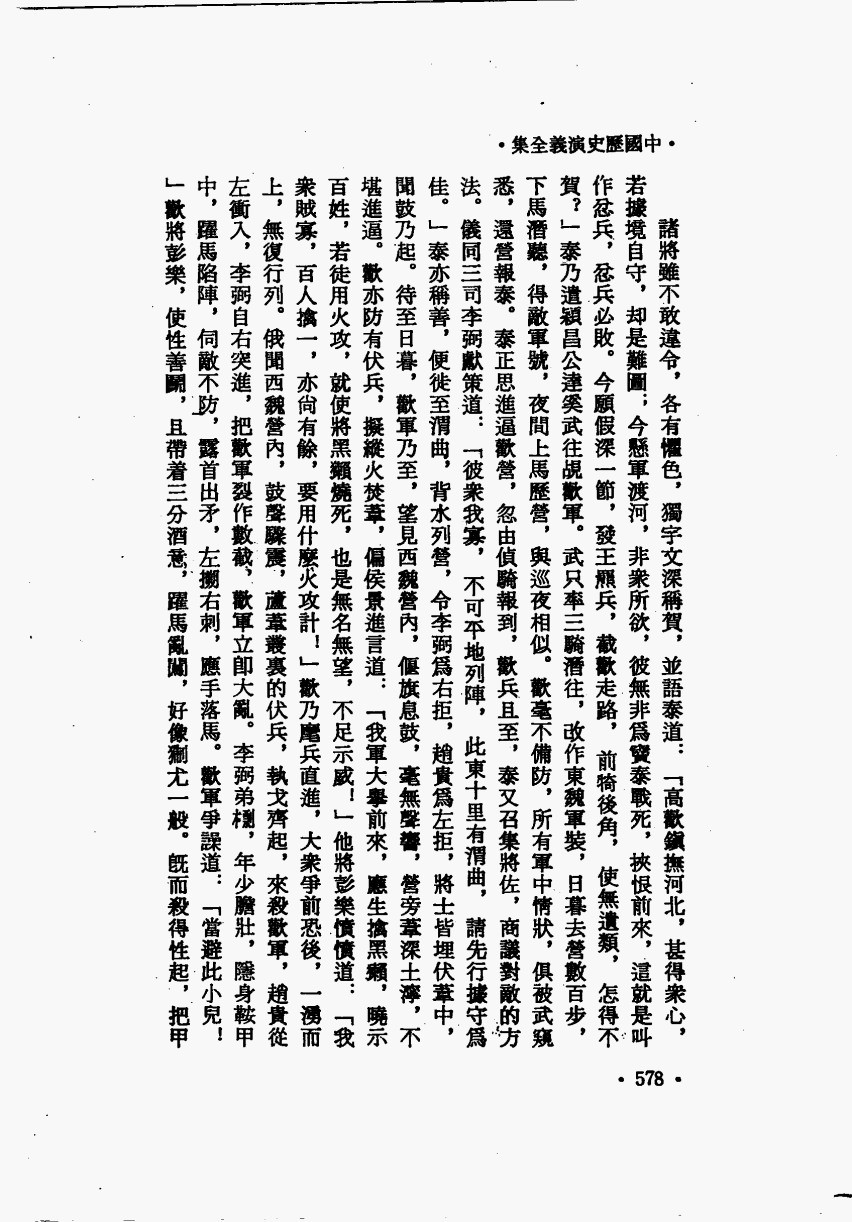 •中國歷史演義全集•
諸將雖不敢違令，各有懼色，獨宇文深稱賀，並語泰道：「高歡鎭撫河北，甚得衆心，
若據境自守，却是難圖；今懸軍渡河，非衆所欲，彼無非爲竇泰戰死，挾恨前來，這就是叫
作忿兵，忿兵必敗。今願假深一節，發王羆兵，截歡走路，前犄後角，使無遺類，怎得不
賀？」泰乃遣潁昌公達奚武往覘歡軍。武只率三騎潛往，改作東魏軍裝，日暮去營數百步，
下馬潛聽，得敵軍號，夜間上馬歷營，與巡夜相似。歡毫不備防，所有軍中情狀，俱被武窺
悉，還營報泰。泰正思進逼歡營，忽由偵騎報到，歡兵且至，泰又召集將佐，商議對敵的方
法。儀同三司李弼獻策道：「彼衆我寡，不可平地列陣，此東十里有渭曲，請先行據守爲
佳。」泰亦稱善，便徙至渭曲，背水列營，令李弼爲右拒，趙貴爲左拒，將士皆埋伏葦中，
聞鼓乃起。待至日暮，歡軍乃至，望見西魏營內，偃旗息鼓，毫無聲響，營旁葦深土濘，不
堪進逼。歡亦防有伏兵，擬縱火焚葦，偏侯景進言道：「我軍大舉前來，應生擒黑獺，曉示
百姓，若徒用火攻，就使將黑獺燒死，也是無名無望，不足示威！」他將彭樂憤憤道：「我
衆賊寡，百人擒一，亦尙有餘，要用什麼火攻計！」歡乃麾兵直進，大衆爭前恐後，一湧而
上，無復行列。俄聞西魏營內，鼓聲驟震，蘆葦叢裏的伏兵，執戈齊起，來殺歡軍，趙貴從
左衝入，李弼自右突進，把歡軍裂作數截，歡軍立卽大亂。李弼弟檦，年少膽壯，隱身鞍甲
中，躍馬陷陣，伺敵不防，露首出矛，左擲右刺，應手落馬。歡軍爭譟道：「當避此小兒！
」歡將彭樂，使性善鬭，且帶着三分酒意，躍馬亂闖，好像蚩尤一般。旣而殺得性起，把甲
•578•